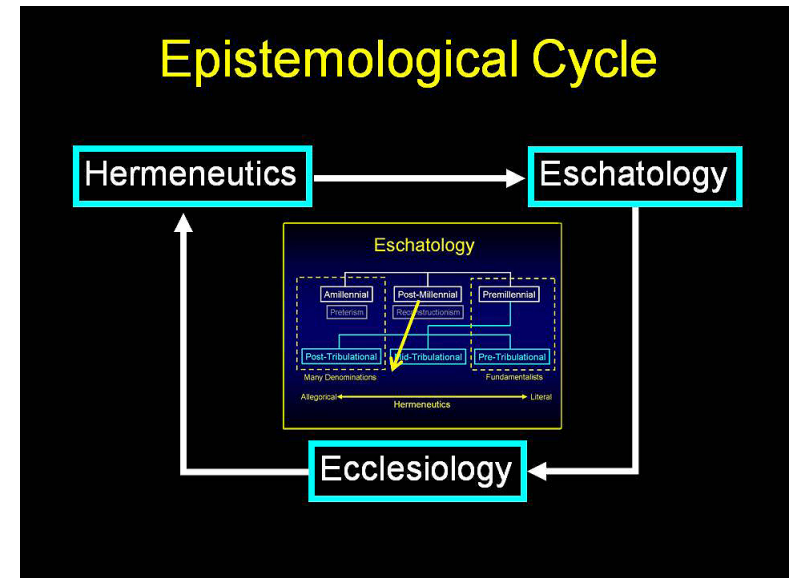 Epistemological Cycle
Hermeneutics
Eschatology
Eschatology
Amillennial
Post-Millennial
Premillennial
Preterism
Reconstructionism
Post-Tribulational
Mid-Tribulational
Pre-Tribulational
Many Denominations
Fundamentalists
Allegorical
Literal
Hermeneutics
Ecclesiology